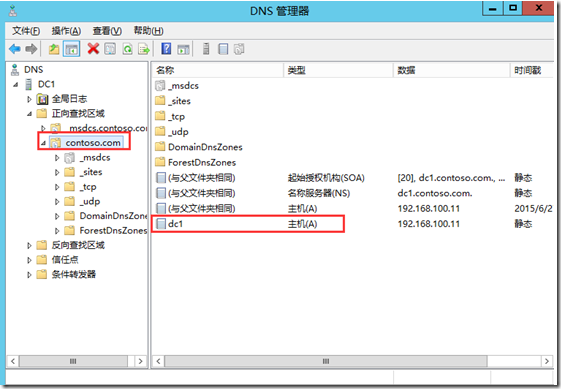 DNS 管理器
文件(F) 操作(A) 查看(V) 帮助(H)
DNS
DC1
全局日志
正向查找区域
_msdcs.contoso.co
contoso.com
_msdcs
_sites
_tcp
_udp
DomainDnsZones
ForestDnsZones
反向查找区域
信任点
条件转发器
名称 类型 数据 时间戳
_msdcs
_sites
_tcp
_udp
DomainDnsZones
ForestDnsZones
(与父文件夹相同) 起始授权机构(SOA) [20], dc1.contoso.com., ... 静态
(与父文件夹相同) 名称服务器(NS) dc1.contoso.com. 静态
(与父文件夹相同) 主机(A) 192.168.100.11 2015/6/2
dc1 主机(A) 192.168.100.11 静态